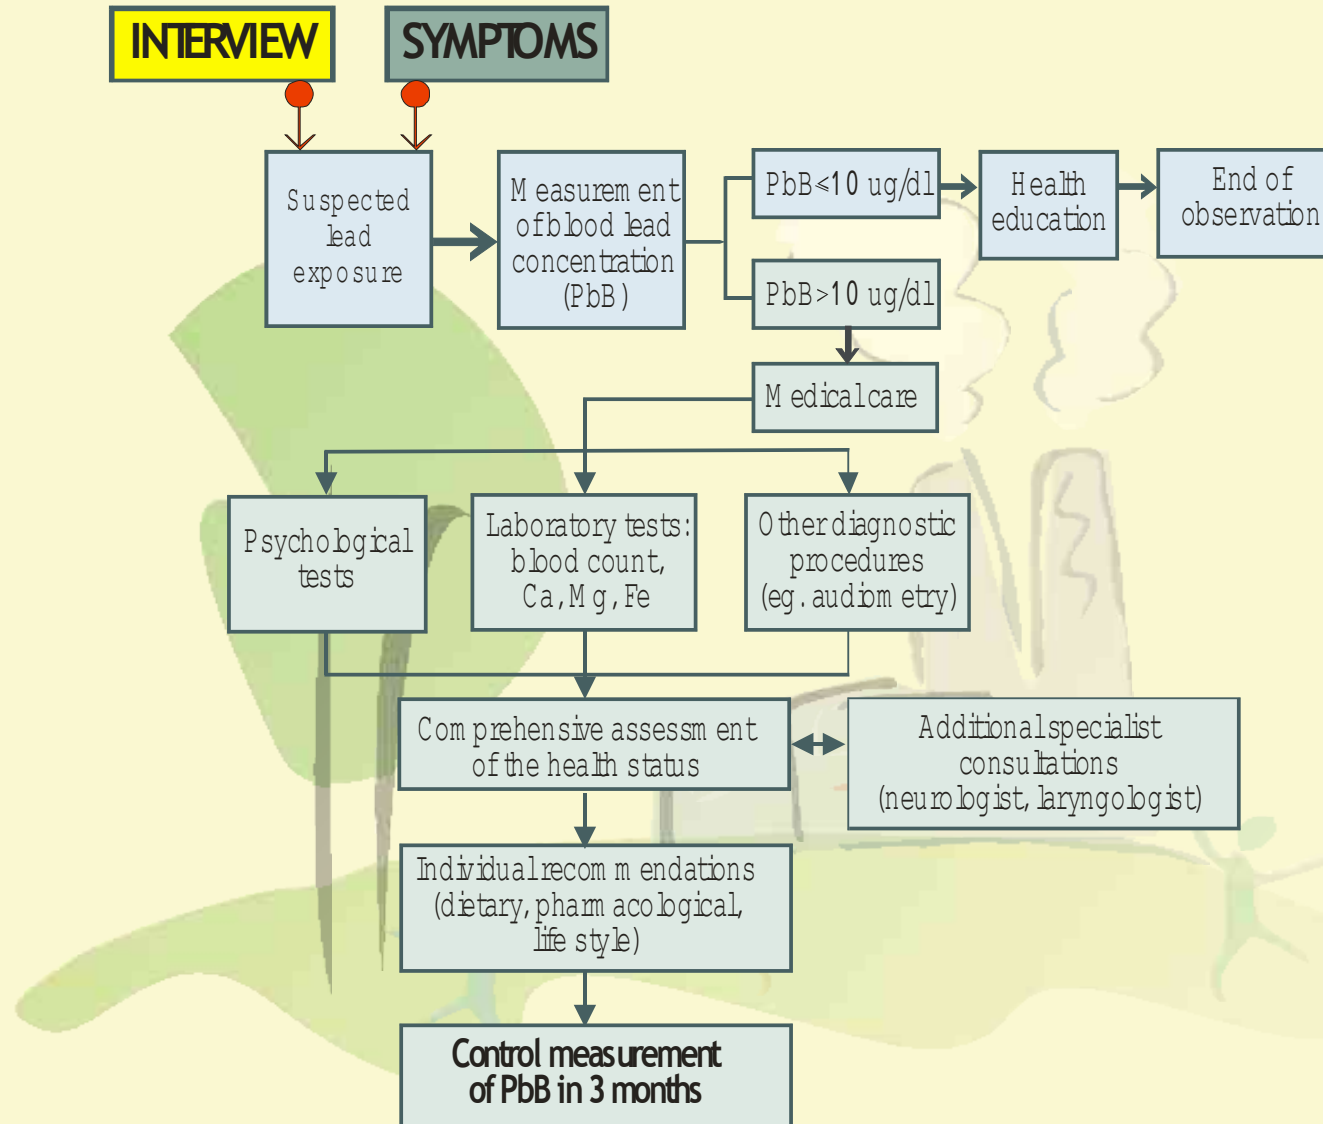 INTERVIEW
SYMPTOMS
Suspected
lead
exposure
Measurement
of blood lead
concentration
(PbB)
PbB≤10 ug/dl
Health
education
End of
observation
PbB>10 ug/dl
Medical care
Psychological
tests
Laboratory tests:
blood count,
Ca, Mg, Fe
Other diagnostic
procedures
(eg. audiometry)
Comprehensive assessment
of the health status
Additional specialist
consultations
(neurologist, laryngologist)
Individual recommendations
(dietary, pharmacological,
life style)
Control measurement
of PbB in 3 months